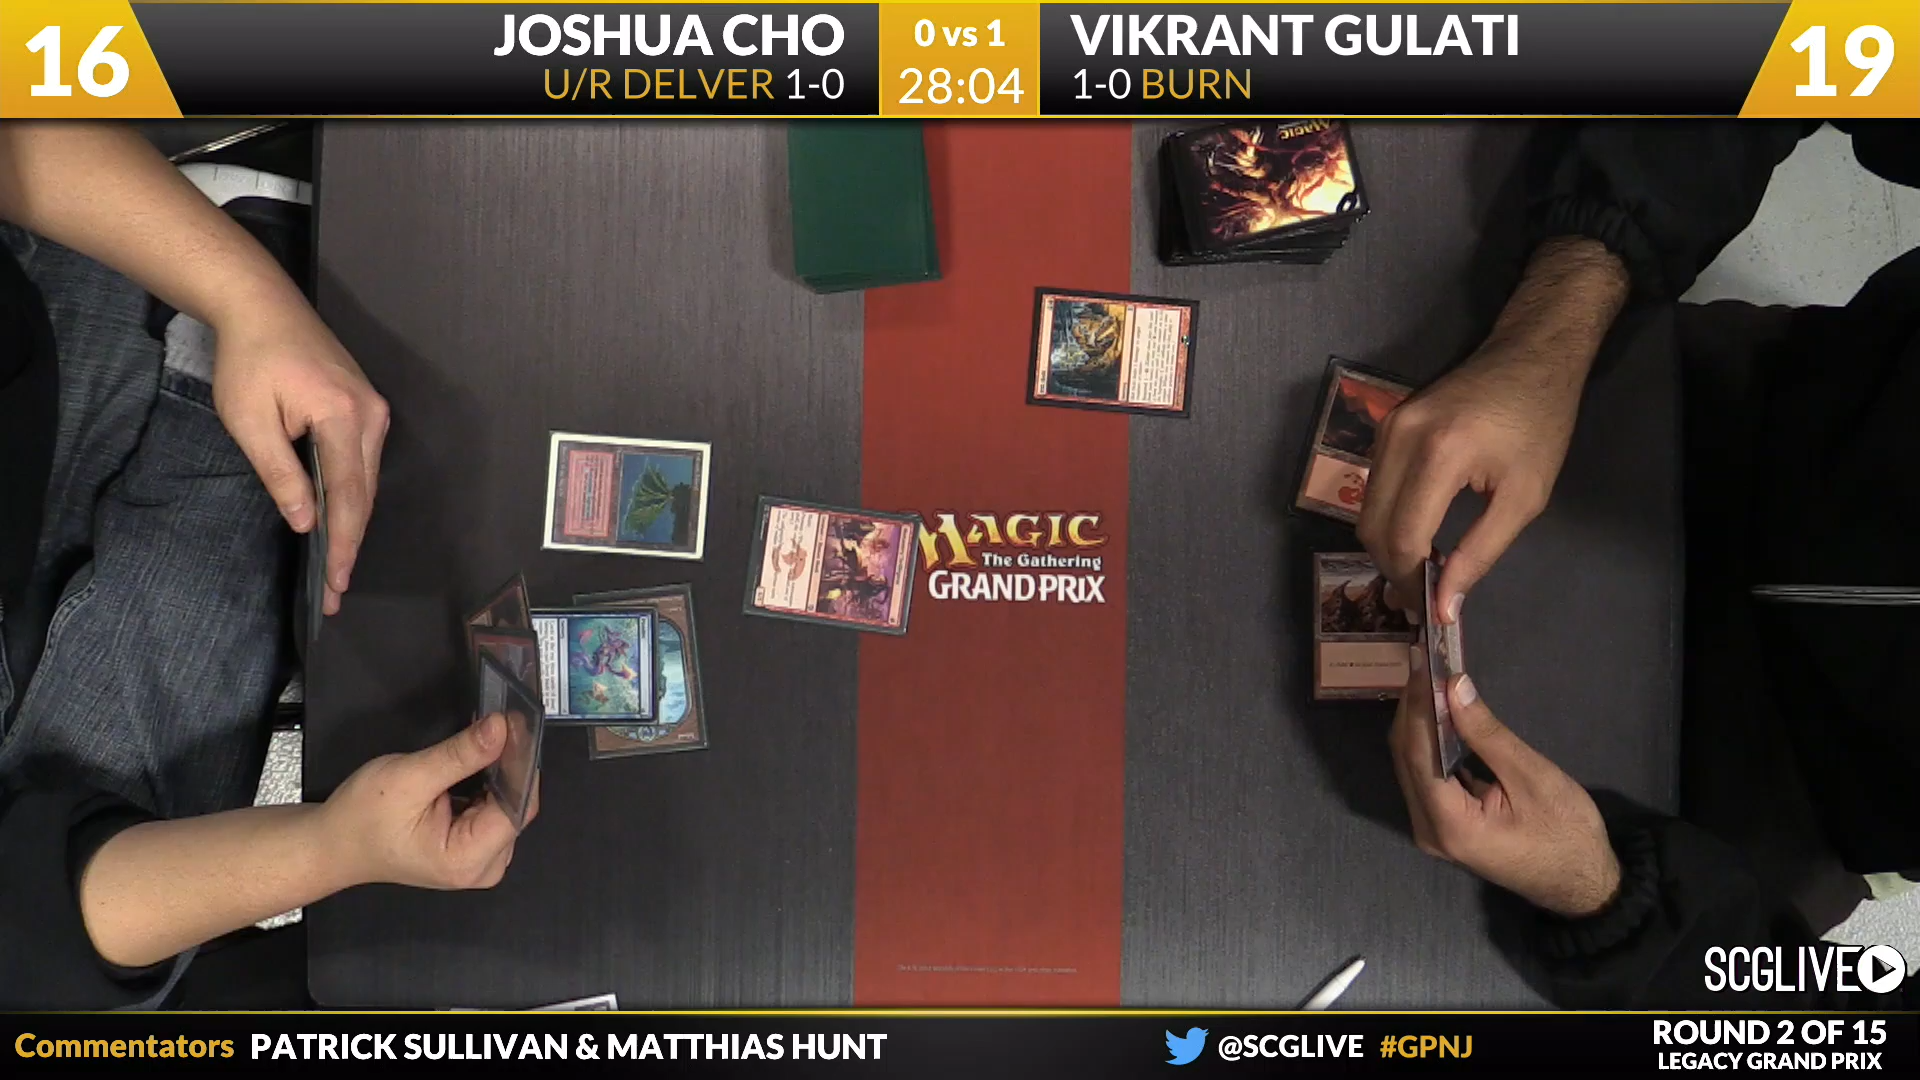 16
JOSHUA CHO
U/R DELVER 1-0
0 vs 1
28:04
VIKRANT GULATI
1-0 BURN
19
MAGIC
MAGIC
The Gathering
GRAND PRIX
SCGLIVE
Commentators PATRICK SULLIVAN & MATTHIAS HUNT
@SCGLIVE #GPNJ
ROUND 2 OF 15
LEGACY GRAND PRIX